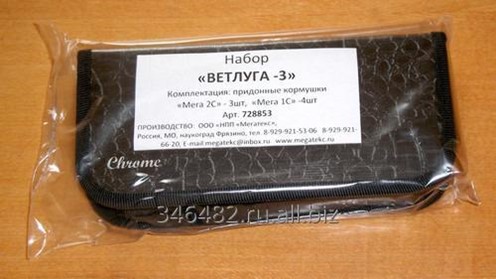 Набор
«ВЕТЛУГА -3»
Комплектация: придонные кормушки
«Мега 2С» - 3шт, «Мега 1С» -4шт
Арт. 728853
ПРОИЗВОДСТВО: ООО «НПП «Мегатекс»,
Россия, МО, наукоград Фрязино, тел. 8-929-921-53-06 8-929-921-
66-20, E-mail:megatekc@inbox.ru www.megatekc.ru
Chrome
346482.ru.all.biz